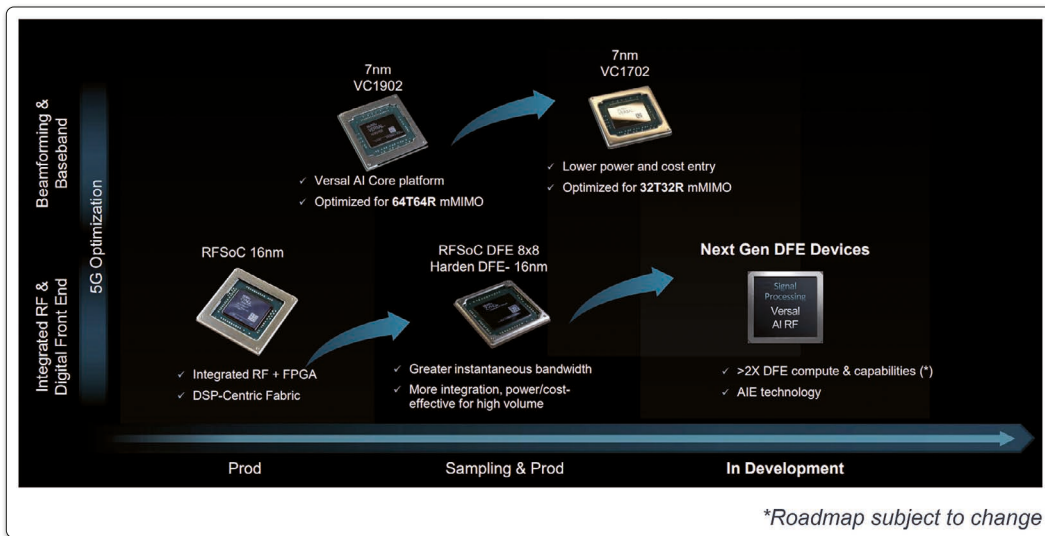 Beamforming &
Baseband
Integrated RF &
Digital Front End
5G Optimization
7nm
VC1902
✓ Versal AI Core platform
✓ Optimized for 64T64R mMIMO
7nm
VC1702
✓ Lower power and cost entry
✓ Optimized for 32T32R mMIMO
RFSoC 16nm
✓ Integrated RF + FPGA
✓ DSP-Centric Fabric
RFSoC DFE 8x8
Harden DFE- 16nm
✓ Greater instantaneous bandwidth
✓ More integration, power/cost-
effective for high volume
Next Gen DFE Devices
Signal
Processing
Versal
AI RF
✓ >2X DFE compute & capabilities (*)
✓ AIE technology
Prod
Sampling & Prod
In Development
*Roadmap subject to change